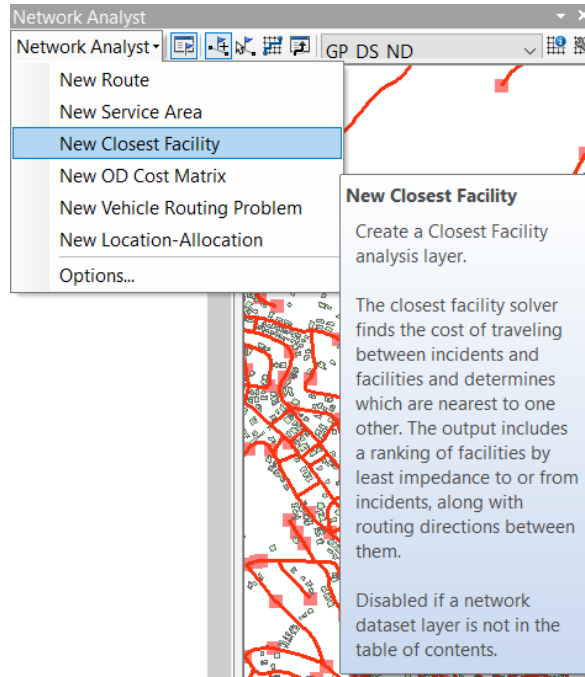 Network Analyst
Network Analyst
GP DS ND
New Route
New Service Area
New Closest Facility
New OD Cost Matrix
New Vehicle Routing Problem
New Location-Allocation
Options...
New Closest Facility
Create a Closest Facility
analysis layer.
The closest facility solver
finds the cost of traveling
between incidents and
facilities and determines
which are nearest to one
other. The output includes
a ranking of facilities by
least impedance to or from
incidents, along with
routing directions between
them.
Disabled if a network
dataset layer is not in the
table of contents.